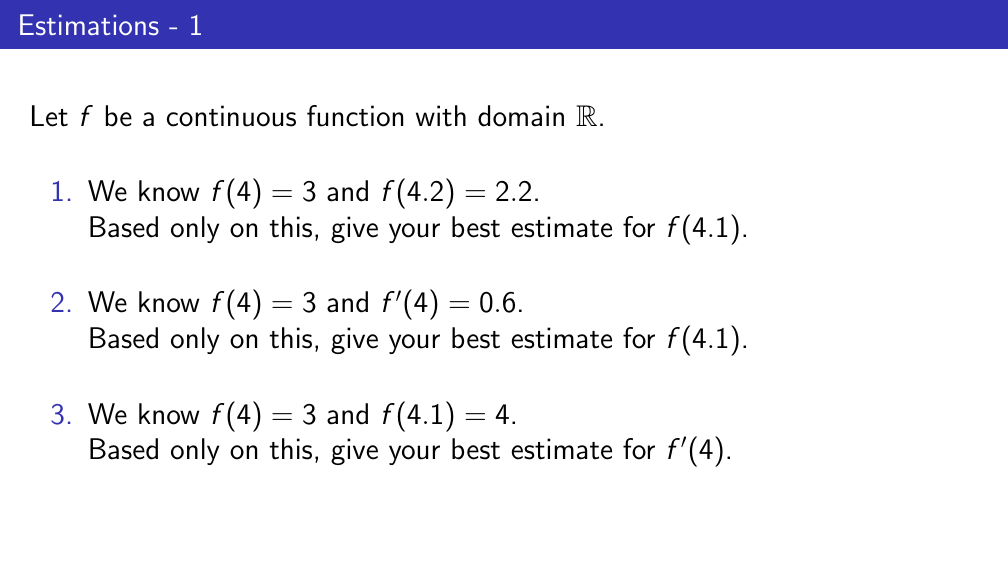 Estimations - 1
Let f be a continuous function with domain ℝ.
1. We know f(4) = 3 and f(4.2) = 2.2.
Based only on this, give your best estimate for f(4.1).
2. We know f(4) = 3 and f′(4) = 0.6.
Based only on this, give your best estimate for f(4.1).
3. We know f(4) = 3 and f(4.1) = 4.
Based only on this, give your best estimate for f′(4).